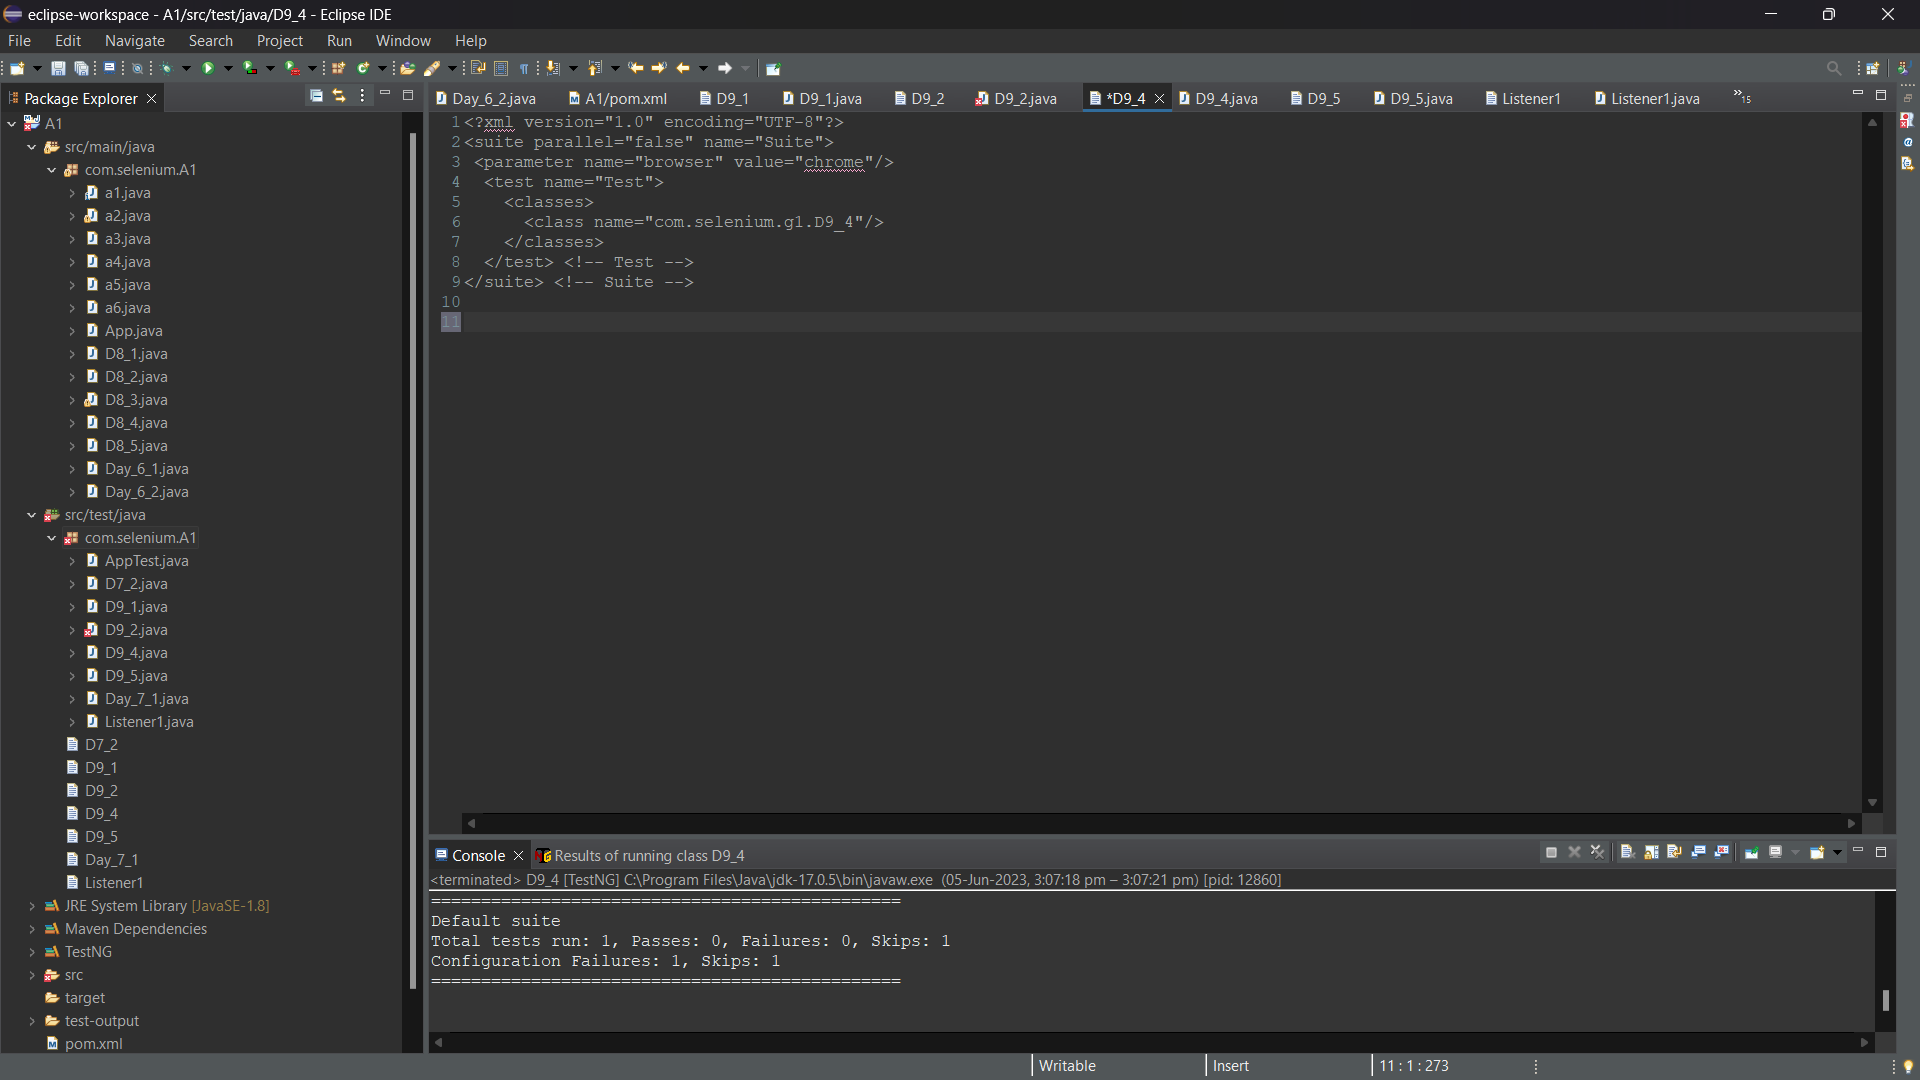 eclipse-workspace - A1/src/test/java/D9_4 - Eclipse IDE
File Edit Navigate Search Project Run Window Help
Package Explorer
A1
src/main/java
com.selenium.A1
a1.java
a2.java
a3.java
a4.java
a5.java
a6.java
App.java
D8_1.java
D8_2.java
D8_3.java
D8_4.java
D8_5.java
Day_6_1.java
Day_6_2.java
src/test/java
com.selenium.A1
AppTest.java
D7_2.java
D9_1.java
D9_2.java
D9_4.java
D9_5.java
Day_7_1.java
Listener1.java
D7_2
D9_1
D9_2
D9_4
D9_5
Day_7_1
Listener1
JRE System Library [JavaSE-1.8]
Maven Dependencies
TestNG
src
target
test-output
pom.xml
Day_6_2.java A1/pom.xml D9_1 D9_1.java D9_2 D9_2.java *D9_4 D9_4.java D9_5 D9_5.java Listener1 Listener1.java »15
1 <?xml version="1.0" encoding="UTF-8"?>
2 <suite parallel="false" name="Suite">
3 <parameter name="browser" value="chrome"/>
4 <test name="Test">
5 <classes>
6 <class name="com.selenium.g1.D9_4"/>
7 </classes>
8 </test> <!-- Test -->
9 </suite> <!-- Suite -->
10
11
Console Results of running class D9_4
<terminated> D9_4 [TestNG] C:\Program Files\Java\jdk-17.0.5\bin\javaw.exe (05-Jun-2023, 3:07:18 pm – 3:07:21 pm) [pid: 12860]
===============================================
Default suite
Total tests run: 1, Passes: 0, Failures: 0, Skips: 1
Configuration Failures: 1, Skips: 1
===============================================
Writable Insert 11 : 1 : 273